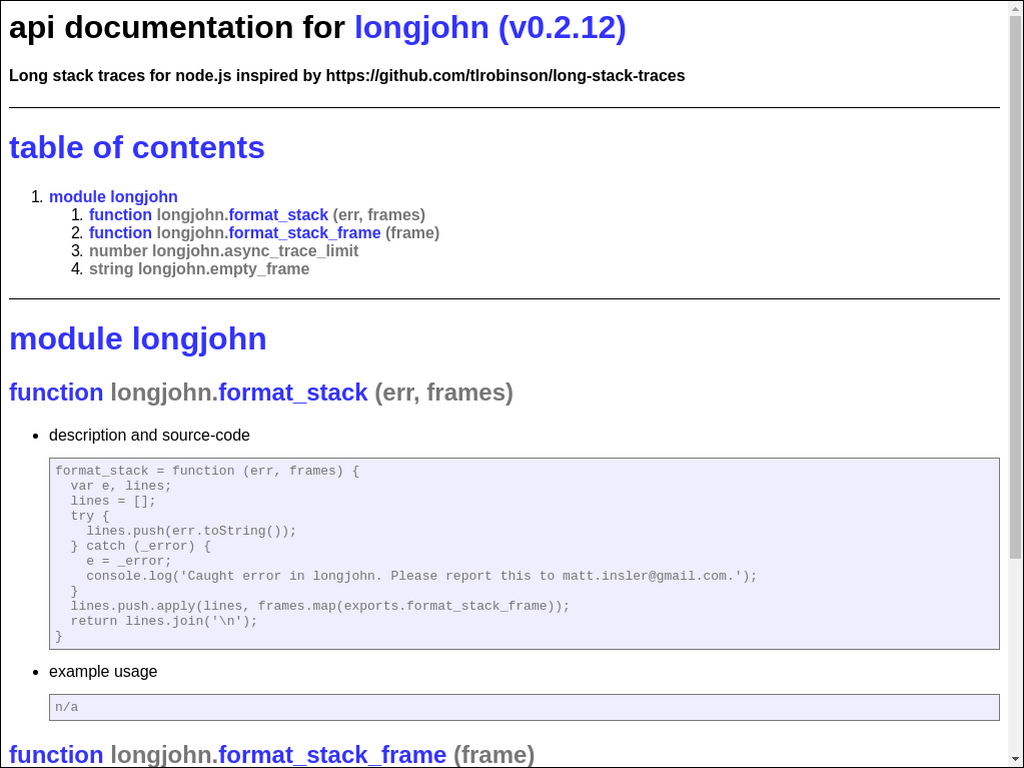 api documentation for longjohn (v0.2.12)
Long stack traces for node.js inspired by https://github.com/tlrobinson/long-stack-traces
table of contents
1. module longjohn
1. function longjohn.format_stack (err, frames)
2. function longjohn.format_stack_frame (frame)
3. number longjohn.async_trace_limit
4. string longjohn.empty_frame
module longjohn
function longjohn.format_stack (err, frames)
• description and source-code
format_stack = function (err, frames) {
  var e, lines;
  lines = [];
  try {
    lines.push(err.toString());
  } catch (_error) {
    e = _error;
    console.log('Caught error in longjohn. Please report this to matt.insler@gmail.com.');
  }
  lines.push.apply(lines, frames.map(exports.format_stack_frame));
  return lines.join('\n');
}
• example usage
n/a
function longjohn.format_stack_frame (frame)